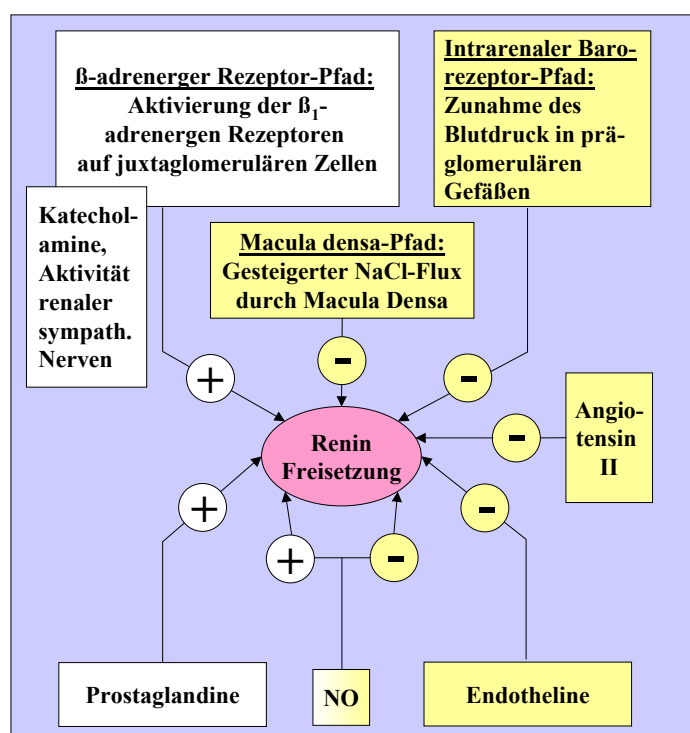 ß-adrenerger Rezeptor-Pfad:
Aktivierung der ß₁-
adrenergen Rezeptoren
auf juxtaglomerulären Zellen
Katechol-
amine,
Aktivität
renaler
sympath.
Nerven
Intrarenaler Baro-
rezeptor-Pfad:
Zunahme des
Blutdruck in prä-
glomerulären
Gefäßen
Macula densa-Pfad:
Gesteigerter NaCl-Flux
durch Macula Densa
+
-
-
Angio-
tensin
II
-
Renin
Freisetzung
+
+
-
-
Prostaglandine
NO
Endotheline